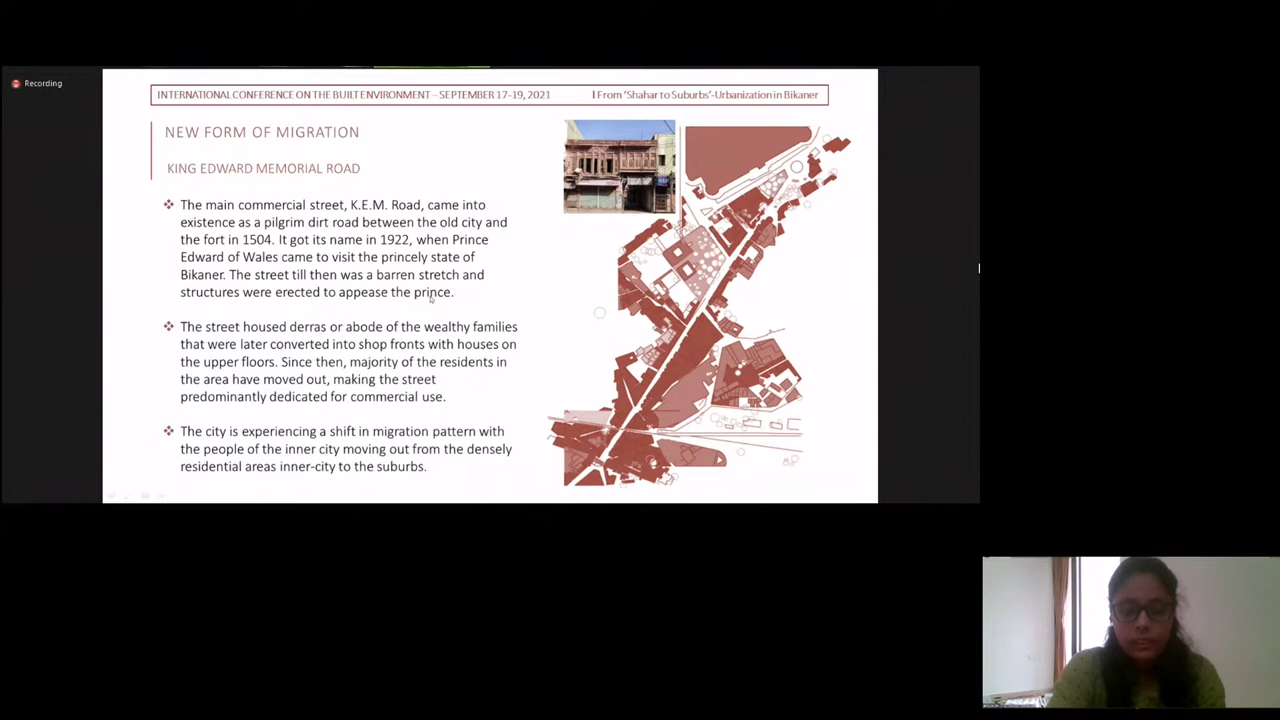 Recording
INTERNATIONAL CONFERENCE ON THE BUILT ENVIRONMENT – SEPTEMBER 17-19, 2021 I From ‘Shahar to Suburbs’-Urbanization in Bikaner
NEW FORM OF MIGRATION
KING EDWARD MEMORIAL ROAD
❖ The main commercial street, K.E.M. Road, came into
existence as a pilgrim dirt road between the old city and
the fort in 1504. It got its name in 1922, when Prince
Edward of Wales came to visit the princely state of
Bikaner. The street till then was a barren stretch and
structures were erected to appease the prince.
❖ The street housed derras or abode of the wealthy families
that were later converted into shop fronts with houses on
the upper floors. Since then, majority of the residents in
the area have moved out, making the street
predominantly dedicated for commercial use.
❖ The city is experiencing a shift in migration pattern with
the people of the inner city moving out from the densely
residential areas inner-city to the suburbs.